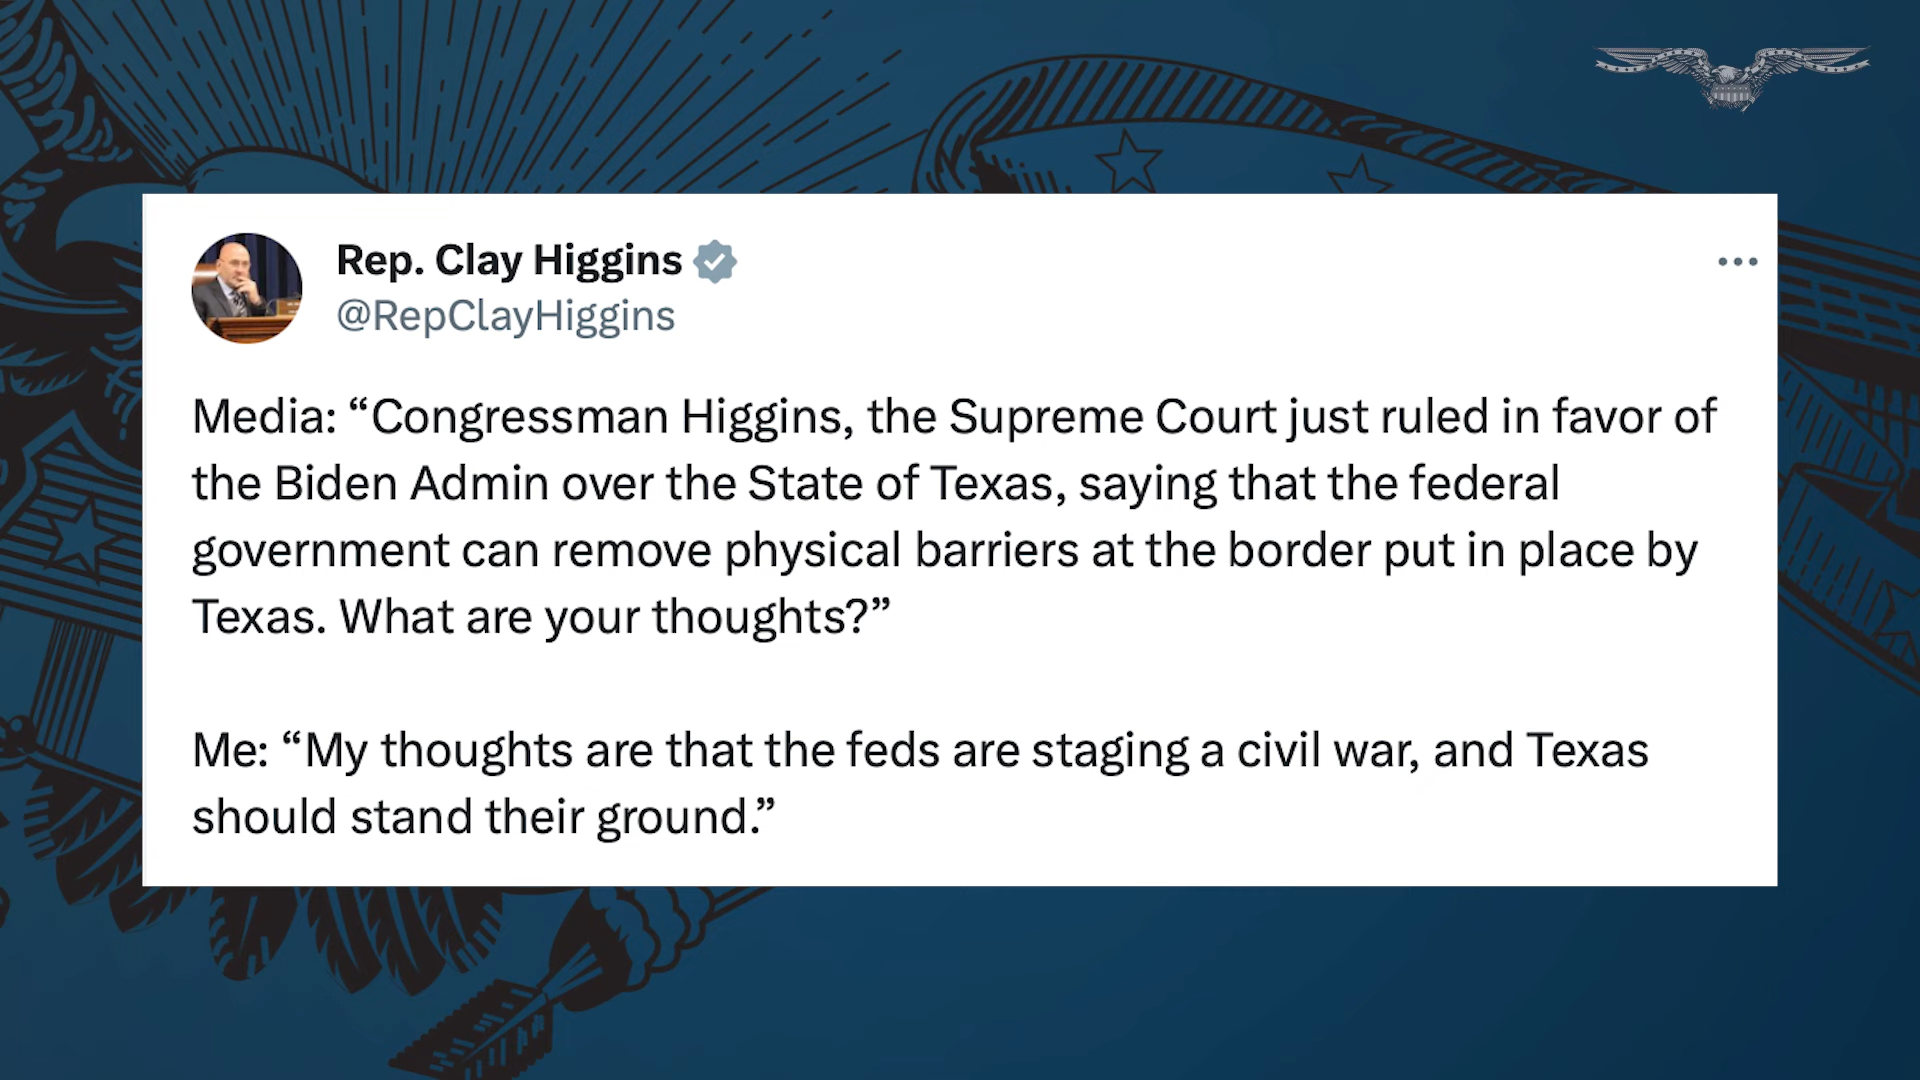 Rep. Clay Higgins
@RepClayHiggins
Media: “Congressman Higgins, the Supreme Court just ruled in favor of
the Biden Admin over the State of Texas, saying that the federal
government can remove physical barriers at the border put in place by
Texas. What are your thoughts?”
Me: “My thoughts are that the feds are staging a civil war, and Texas
should stand their ground.”